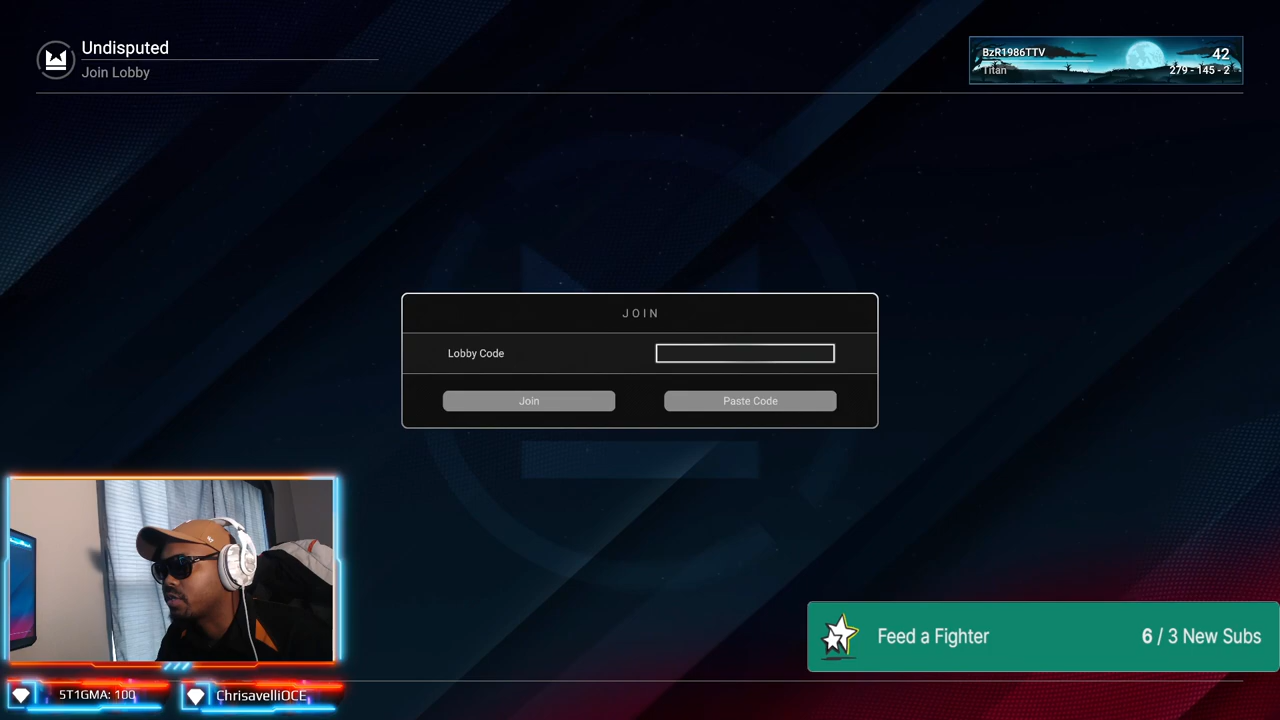 Undisputed
Join Lobby
BzR1986TTV
42
Titan
279 - 145 - 2
JOIN
Lobby Code
Join
Paste Code
Feed a Fighter
6 / 3 New Subs
5T1GMA: 100
ChrisavelliOCE